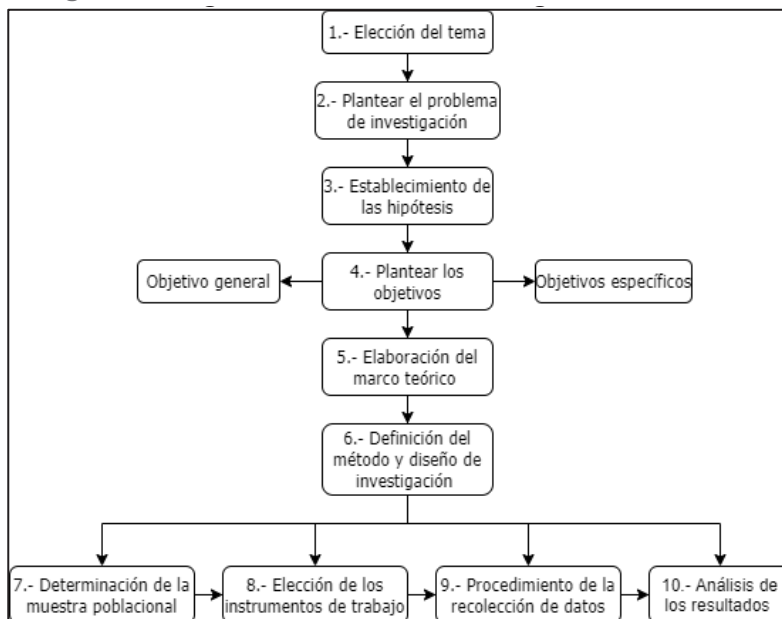 1.- Elección del tema
2.- Plantear el problema
de investigación
3.- Establecimiento de
las hipótesis
4.- Plantear los
objetivos
Objetivo general
Objetivos específicos
5.- Elaboración del
marco teórico
6.- Definición del
método y diseño de
investigación
7.- Determinación de la
muestra poblacional
8.- Elección de los
instrumentos de trabajo
9.- Procedimiento de la
recolección de datos
10.- Análisis de
los resultados